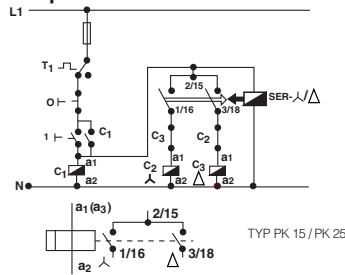 L1
T1
2/15
SER-⅄/△
O
1/16
3/18
1
C1
C3
C2
a1
a1
a1
C1
C2
C3
a2
a2
a2
⅄
△
N
a1(a3)
2/15
1/16
3/18
TYP PK 15 / PK 25
a2
⅄
△